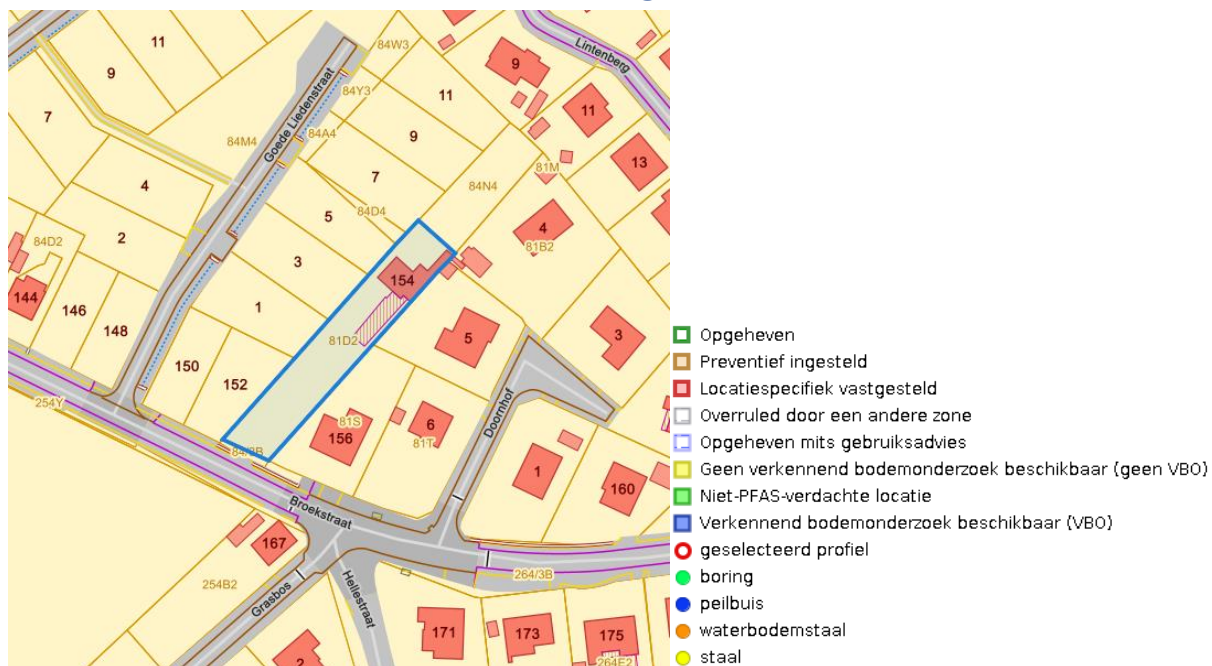 11
9
7
4
2
84D2
144
146
148
84M4
Goede Liedenstraat
84W3
84Y3
84A4
11
9
7
5
84D4
3
1
84N4
Lintenberg
9
11
13
81M
4
81B2
154
81D2
5
3
150
152
81S
156
6
81T
Doornhof
1
160
254Y
84/3B
Broekstraat
167
254B2
Grasbos
Hellestraat
264/3B
171
173
175
264E2
2
Opgeheven
Preventief ingesteld
Locatiespecifiek vastgesteld
Overruled door een andere zone
Opgeheven mits gebruiksadvies
Geen verkennend bodemonderzoek beschikbaar (geen VBO)
Niet-PFAS-verdachte locatie
Verkennend bodemonderzoek beschikbaar (VBO)
geselecteerd profiel
boring
peilbuis
waterbodemstaal
staal